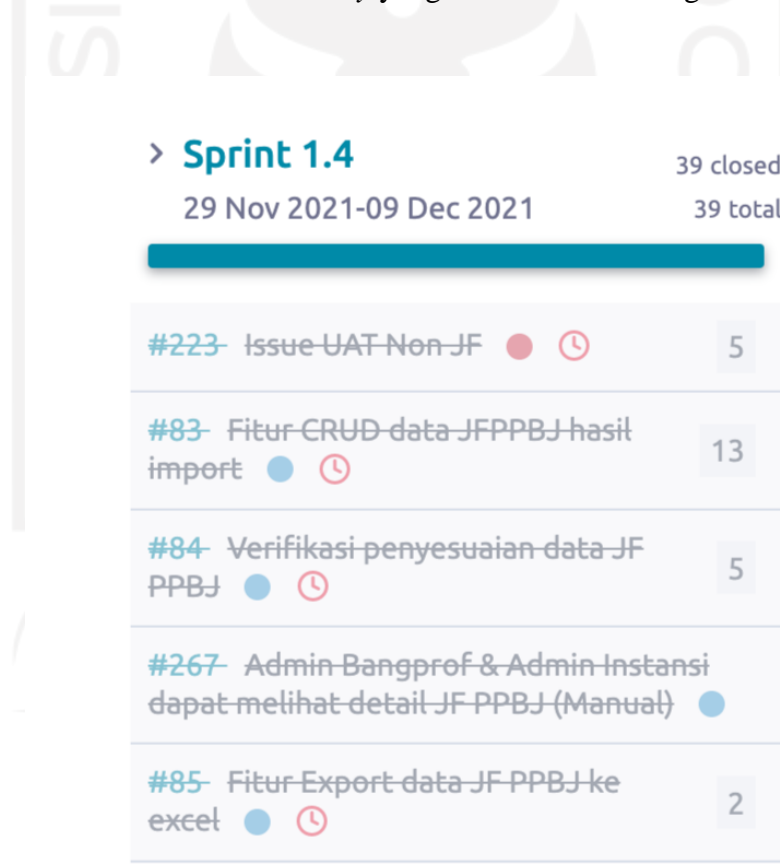 Sprint 1.4
39 closed
29 Nov 2021-09 Dec 2021
39 total
#223 Issue UAT Non JF
5
#83 Fitur CRUD data JFPPBJ hasil
import
13
#84 Verifikasi penyesuaian data JF
PPBJ
5
#267 Admin Bangprof & Admin Instansi
dapat melihat detail JF PPBJ (Manual)
#85 Fitur Export data JF PPBJ ke
excel
2